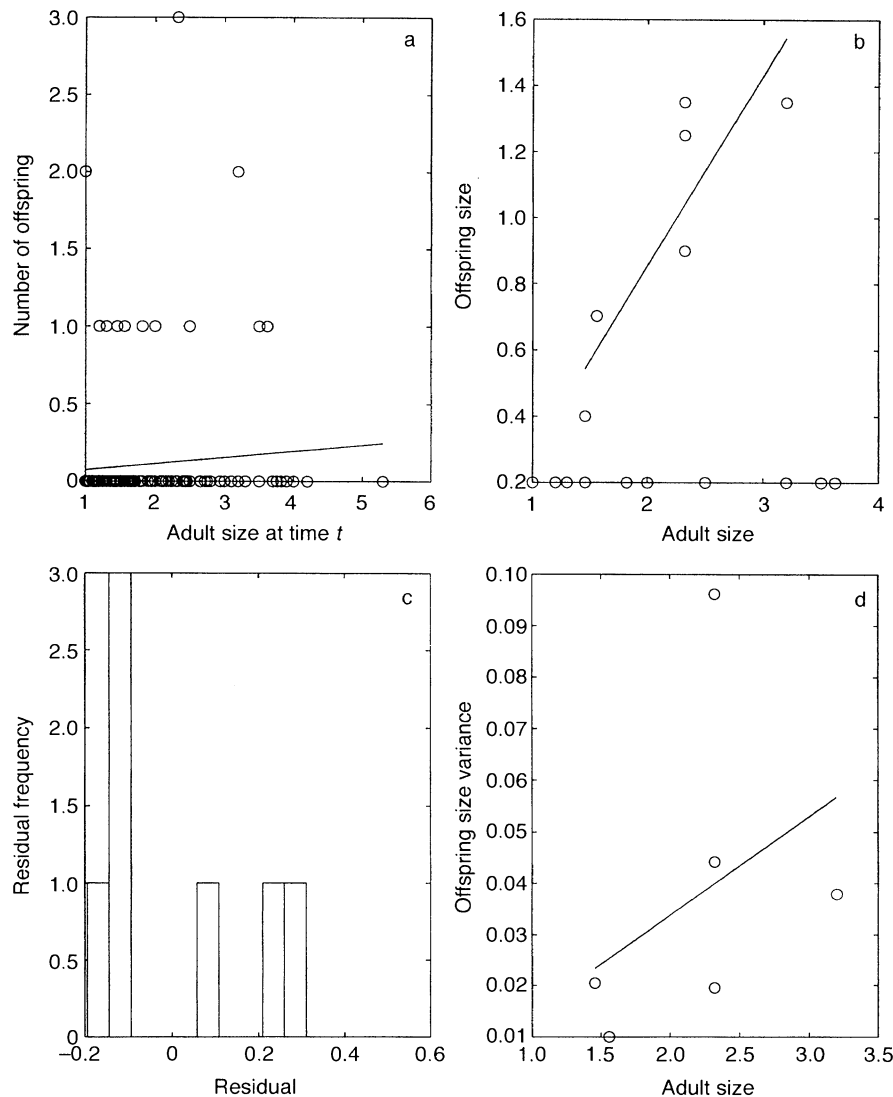 a
3.0
2.5
2.0
1.5
1.0
0.5
0
Number of offspring
1 2 3 4 5 6
Adult size at time t
b
1.6
1.4
1.2
1.0
0.8
0.6
0.4
0.2
Offspring size
1 2 3 4
Adult size
c
3.0
2.5
2.0
1.5
1.0
0.5
0
Residual frequency
−0.2 0 0.2 0.4 0.6
Residual
d
0.10
0.09
0.08
0.07
0.06
0.05
0.04
0.03
0.02
0.01
Offspring size variance
1.0 1.5 2.0 2.5 3.0 3.5
Adult size